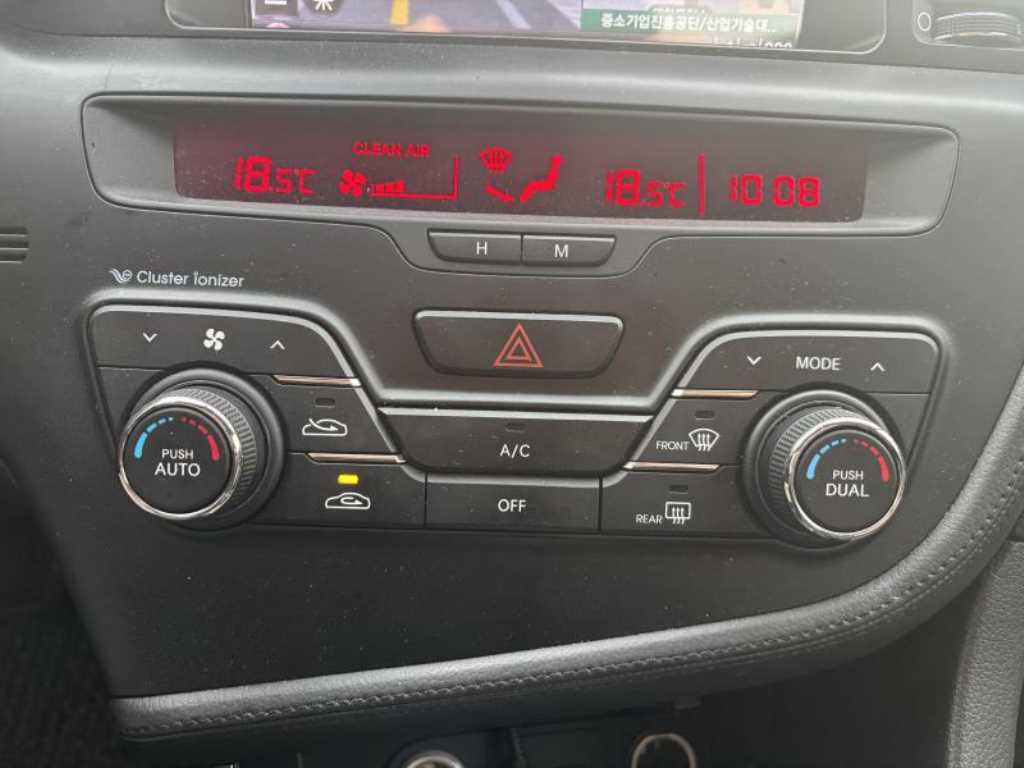 중소기업진흥공단/산업기술대..
CLEAN AIR
18.5℃
18.5℃
10 08
H
M
Cluster ionizer
MODE
PUSH
AUTO
A/C
FRONT
PUSH
DUAL
OFF
REAR